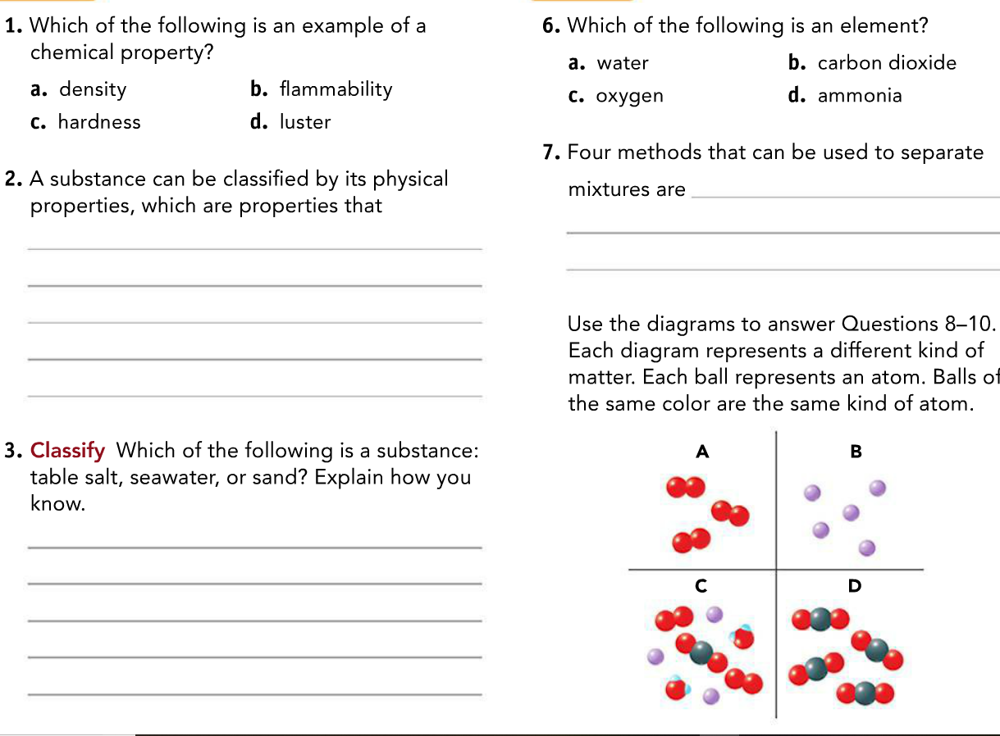 1. Which of the following is an example of a
chemical property?
a. density b. flammability
c. hardness d. luster
2. A substance can be classified by its physical
properties, which are properties that
3. Classify Which of the following is a substance:
table salt, seawater, or sand? Explain how you
know.
6. Which of the following is an element?
a. water b. carbon dioxide
c. oxygen d. ammonia
7. Four methods that can be used to separate
mixtures are
Use the diagrams to answer Questions 8–10.
Each diagram represents a different kind of
matter. Each ball represents an atom. Balls of
the same color are the same kind of atom.
A B
C D